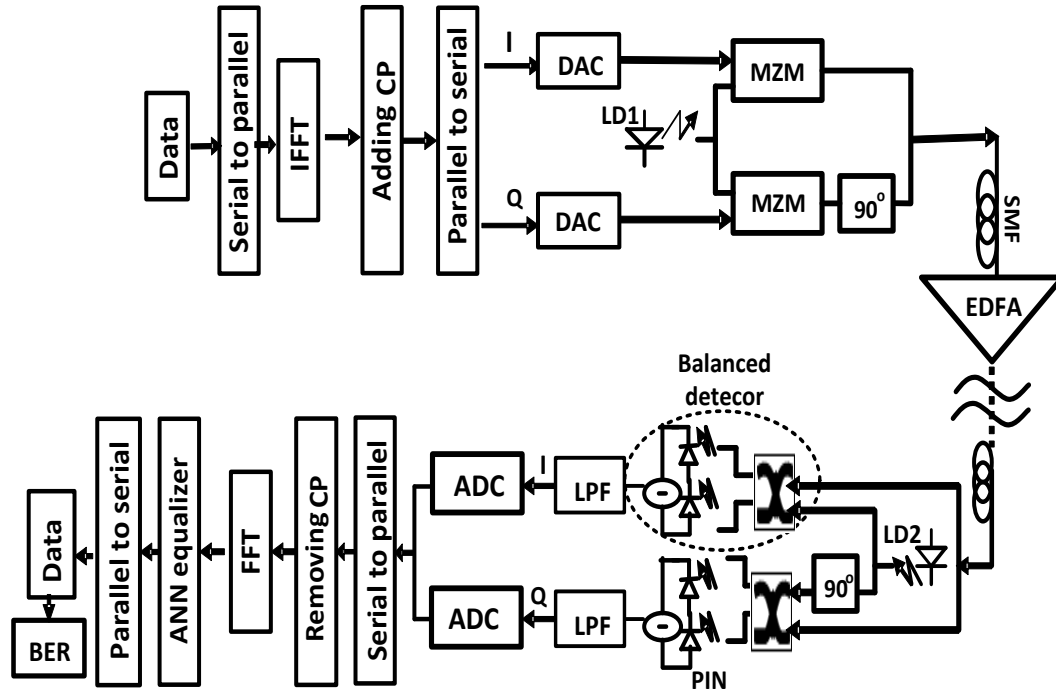 Data
Serial to parallel
IFFT
Adding CP
Parallel to serial
I
DAC
MZM
LD1
Q
DAC
MZM
90°
SMF
EDFA
Balanced
detecor
I
ADC
LPF
LD2
90°
Q
ADC
LPF
PIN
Serial to parallel
Removing CP
FFT
ANN equalizer
Parallel to serial
Data
BER